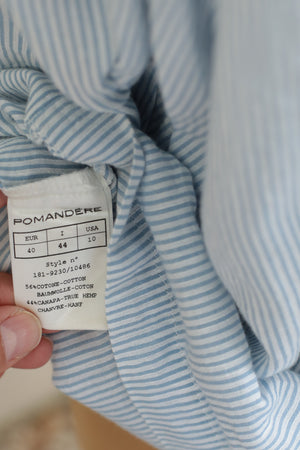 POMANDÈRE
EUR I USA
40 44 10
Style n°
181-9230/10486
56%COTONE-COTTON
BAUMWOLLE-COTON
44%CANAPA-TRUE HEMP
CHANVRE-HANF